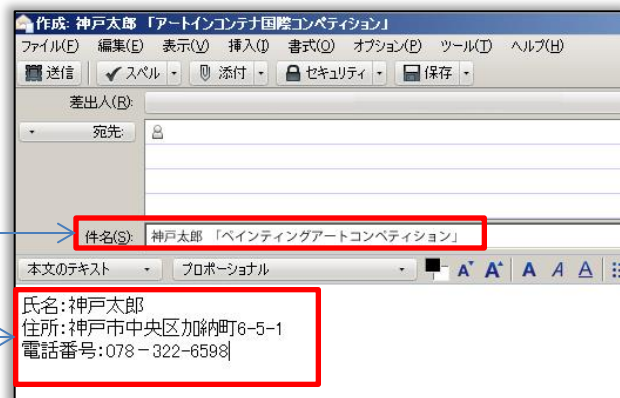 作成: 神戸太郎 「アートインコンテナ国際コンペティション」
ファイル(F) 編集(E) 表示(V) 挿入(I) 書式(O) オプション(P) ツール(T) ヘルプ(H)
送信 スペル 添付 セキュリティ 保存
差出人(R):
宛先:
件名(S): 神戸太郎 「ペインティングアートコンペティション」
本文のテキスト プロポーショナル A A A A A
氏名:神戸太郎
住所:神戸市中央区加納町6-5-1
電話番号:078-322-6598